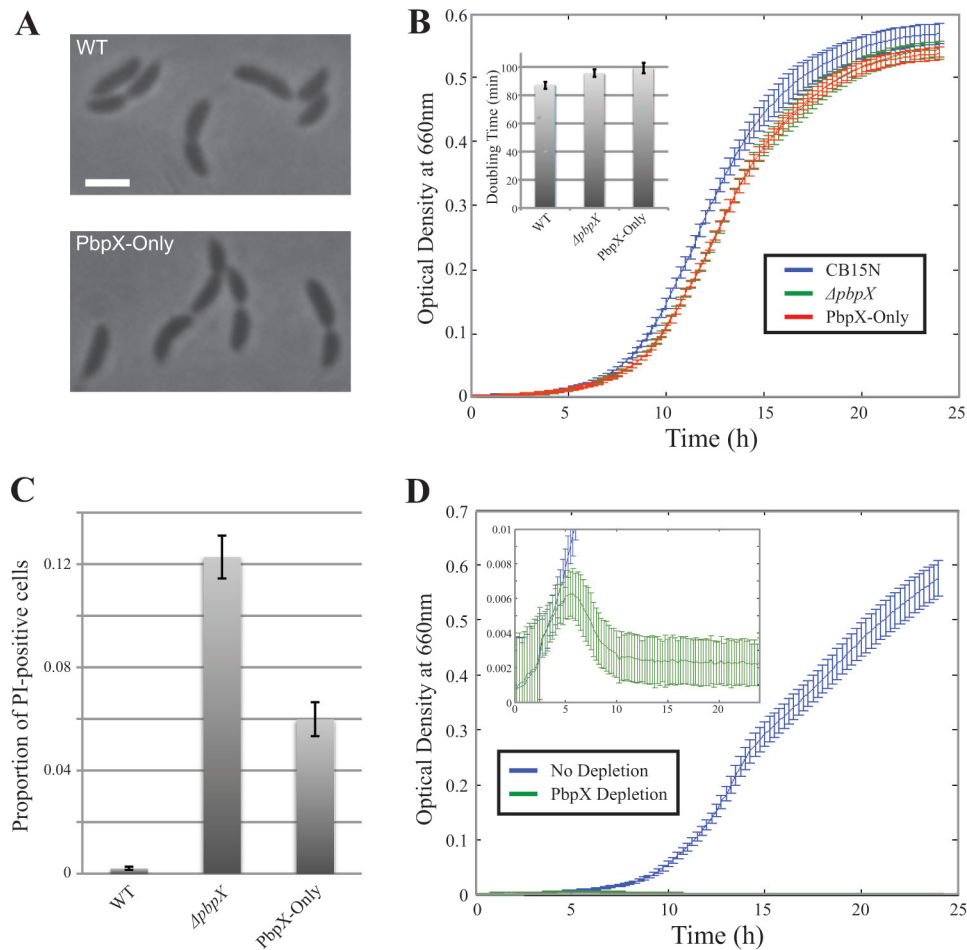 A
WT
PbpX-Only
B
Optical Density at 660nm
0.6
0.5
0.4
0.3
0.2
0.1
0
0
5
10
15
20
25
Time (h)
Doubling Time (min)
100
80
60
40
20
0
WT
ΔpbpX
PbpX-Only
CB15N
ΔpbpX
PbpX-Only
C
Proportion of PI-positive cells
0.12
0.08
0.04
0
WT
ΔpbpX
PbpX-Only
D
Optical Density at 660nm
0.7
0.6
0.5
0.4
0.3
0.2
0.1
0
0
5
10
15
20
25
Time (h)
0.01
0.008
0.006
0.004
0.002
0
5
10
15
20
No Depletion
PbpX Depletion